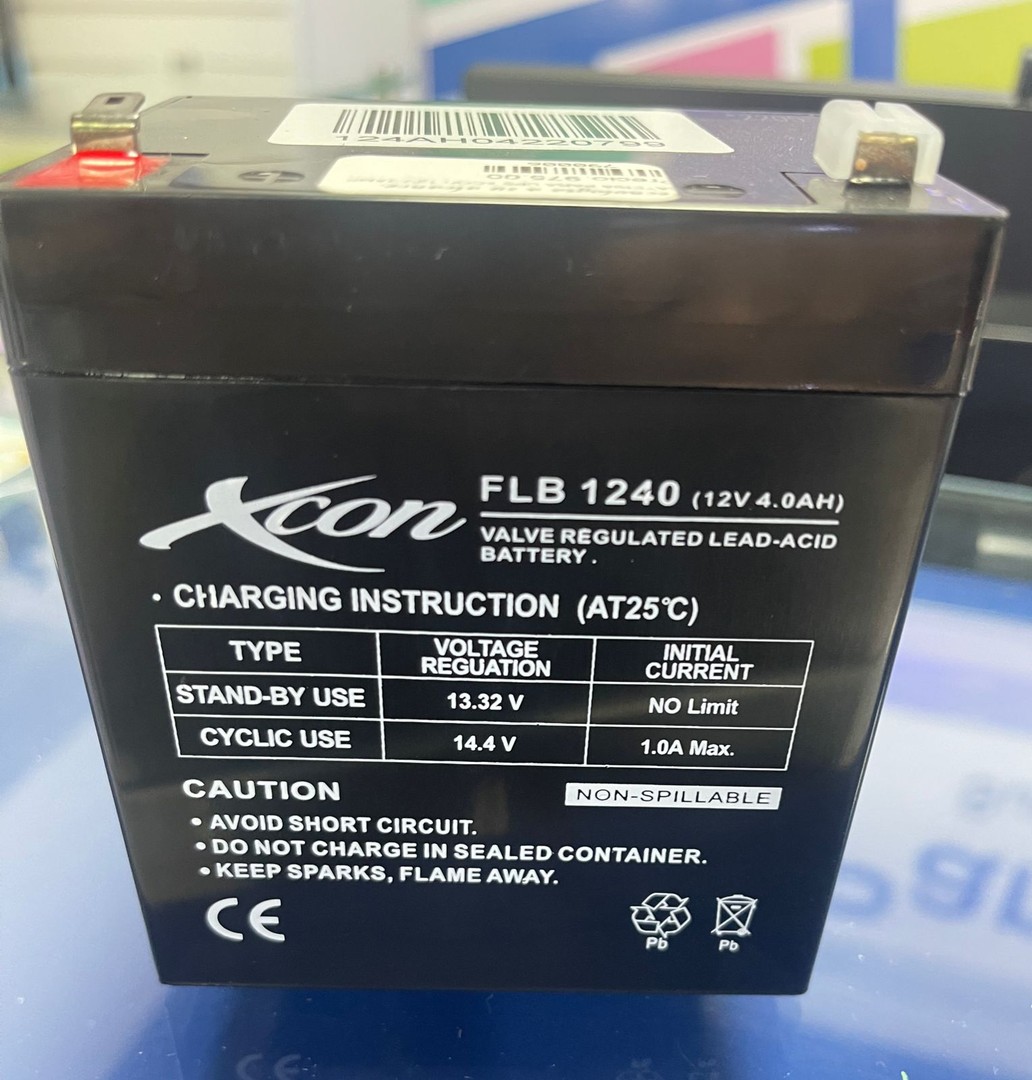 124AH04220799
Xcon
FLB 1240 (12V 4.0AH)
VALVE REGULATED LEAD-ACID
BATTERY .
• CHARGING INSTRUCTION (AT25℃)
TYPE VOLTAGE REGUATION INITIAL CURRENT
STAND-BY USE 13.32 V NO Limit
CYCLIC USE 14.4 V 1.0A Max.
CAUTION
NON-SPILLABLE
• AVOID SHORT CIRCUIT.
• DO NOT CHARGE IN SEALED CONTAINER.
• KEEP SPARKS, FLAME AWAY.
CE
Pb
Pb